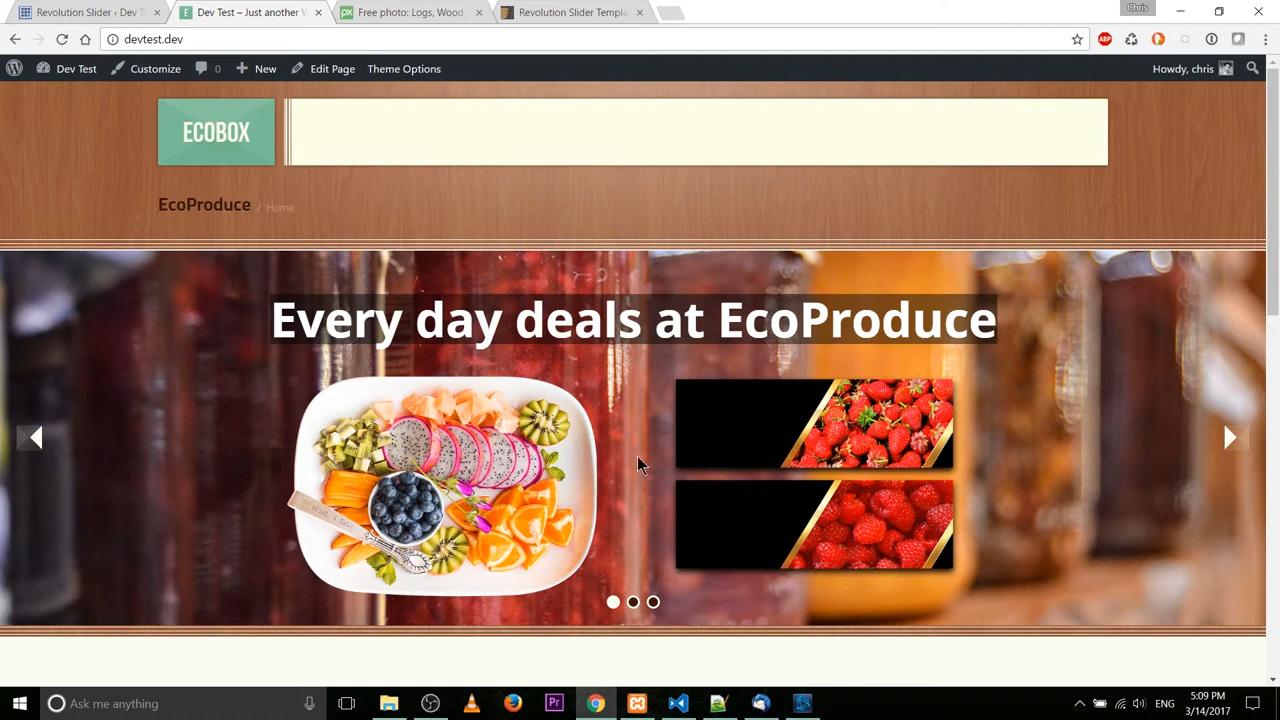 Chris
Revolution Slider ‹ Dev T
Dev Test – Just another W
Free photo: Logs, Wood,
Revolution Slider Templa
devtest.dev
ABP
Dev Test
Customize
0
New
Edit Page
Theme Options
Howdy, chris
ECOBOX
EcoProduce / Home
Every day deals at EcoProduce
Ask me anything
Pr
ENG
5:09 PM
3/14/2017